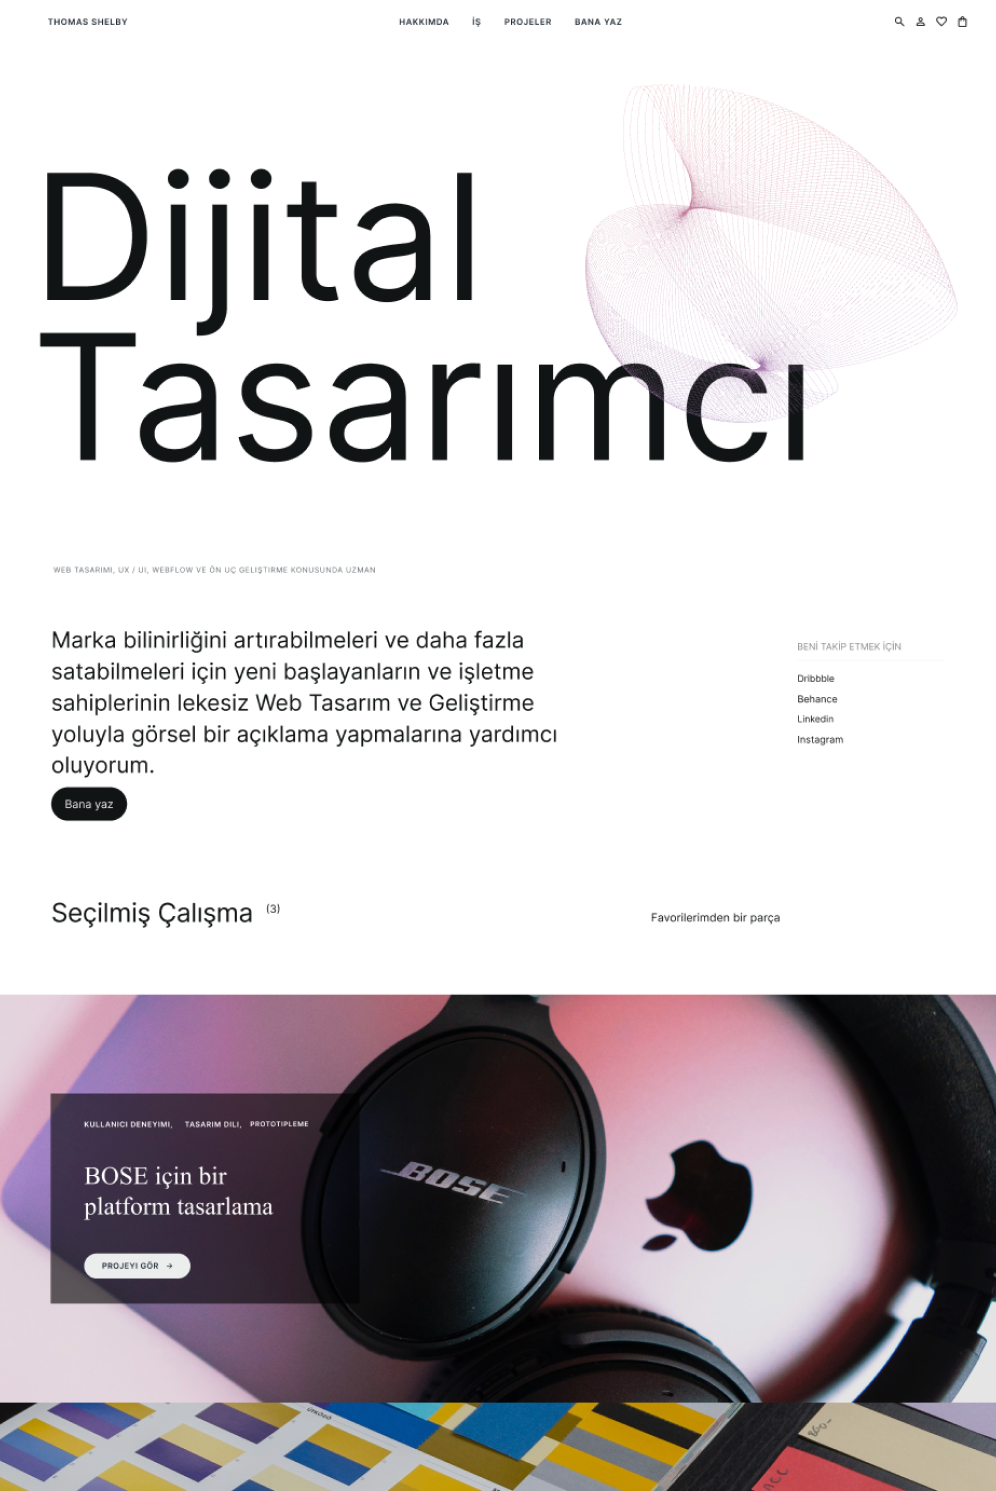 THOMAS SHELBY
HAKKIMDA İŞ PROJELER BANA YAZ
Dijital
Tasarımcı
WEB TASARIMI, UX / UI, WEBFLOW VE ÖN UÇ GELIŞTIRME KONUSUNDA UZMAN
Marka bilinirliğini artırabilmeleri ve daha fazla
satabilmeleri için yeni başlayanların ve işletme
sahiplerinin lekesiz Web Tasarım ve Geliştirme
yoluyla görsel bir açıklama yapmalarına yardımcı
oluyorum.
Bana yaz
BENİ TAKİP ETMEK İÇİN
Dribbble
Behance
Linkedin
Instagram
Seçilmiş Çalışma (3)
Favorilerimden bir parça
KULLANICI DENEYIMI, TASARIM DILI, PROTOTIPLEME
BOSE için bir
platform tasarlama
PROJEYI GÖR →
BOSE